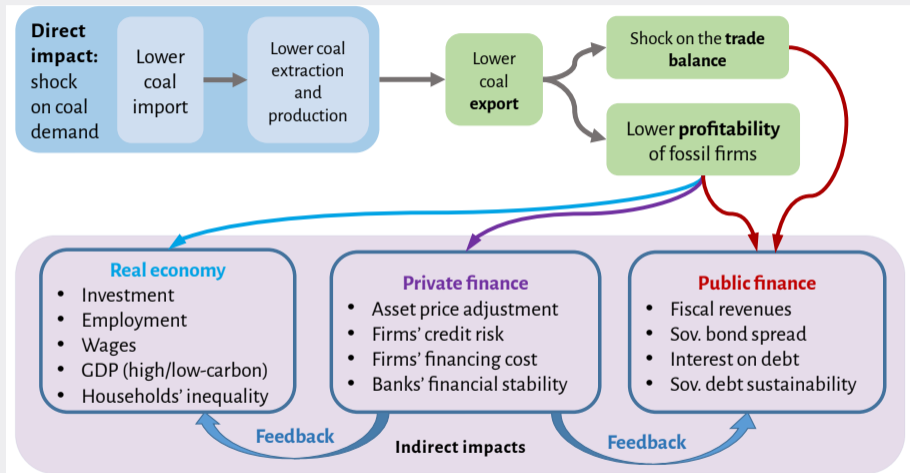 Direct
impact:
shock
on coal
demand
Lower
coal
import
Lower coal
extraction
and
production
Lower
coal
export
Shock on the trade
balance
Lower profitability
of fossil firms
Real economy
• Investment
• Employment
• Wages
• GDP (high/low-carbon)
• Households’ inequality
Private finance
• Asset price adjustment
• Firms’ credit risk
• Firms’ financing cost
• Banks’ financial stability
Public finance
• Fiscal revenues
• Sov. bond spread
• Interest on debt
• Sov. debt sustainability
Feedback
Indirect impacts
Feedback